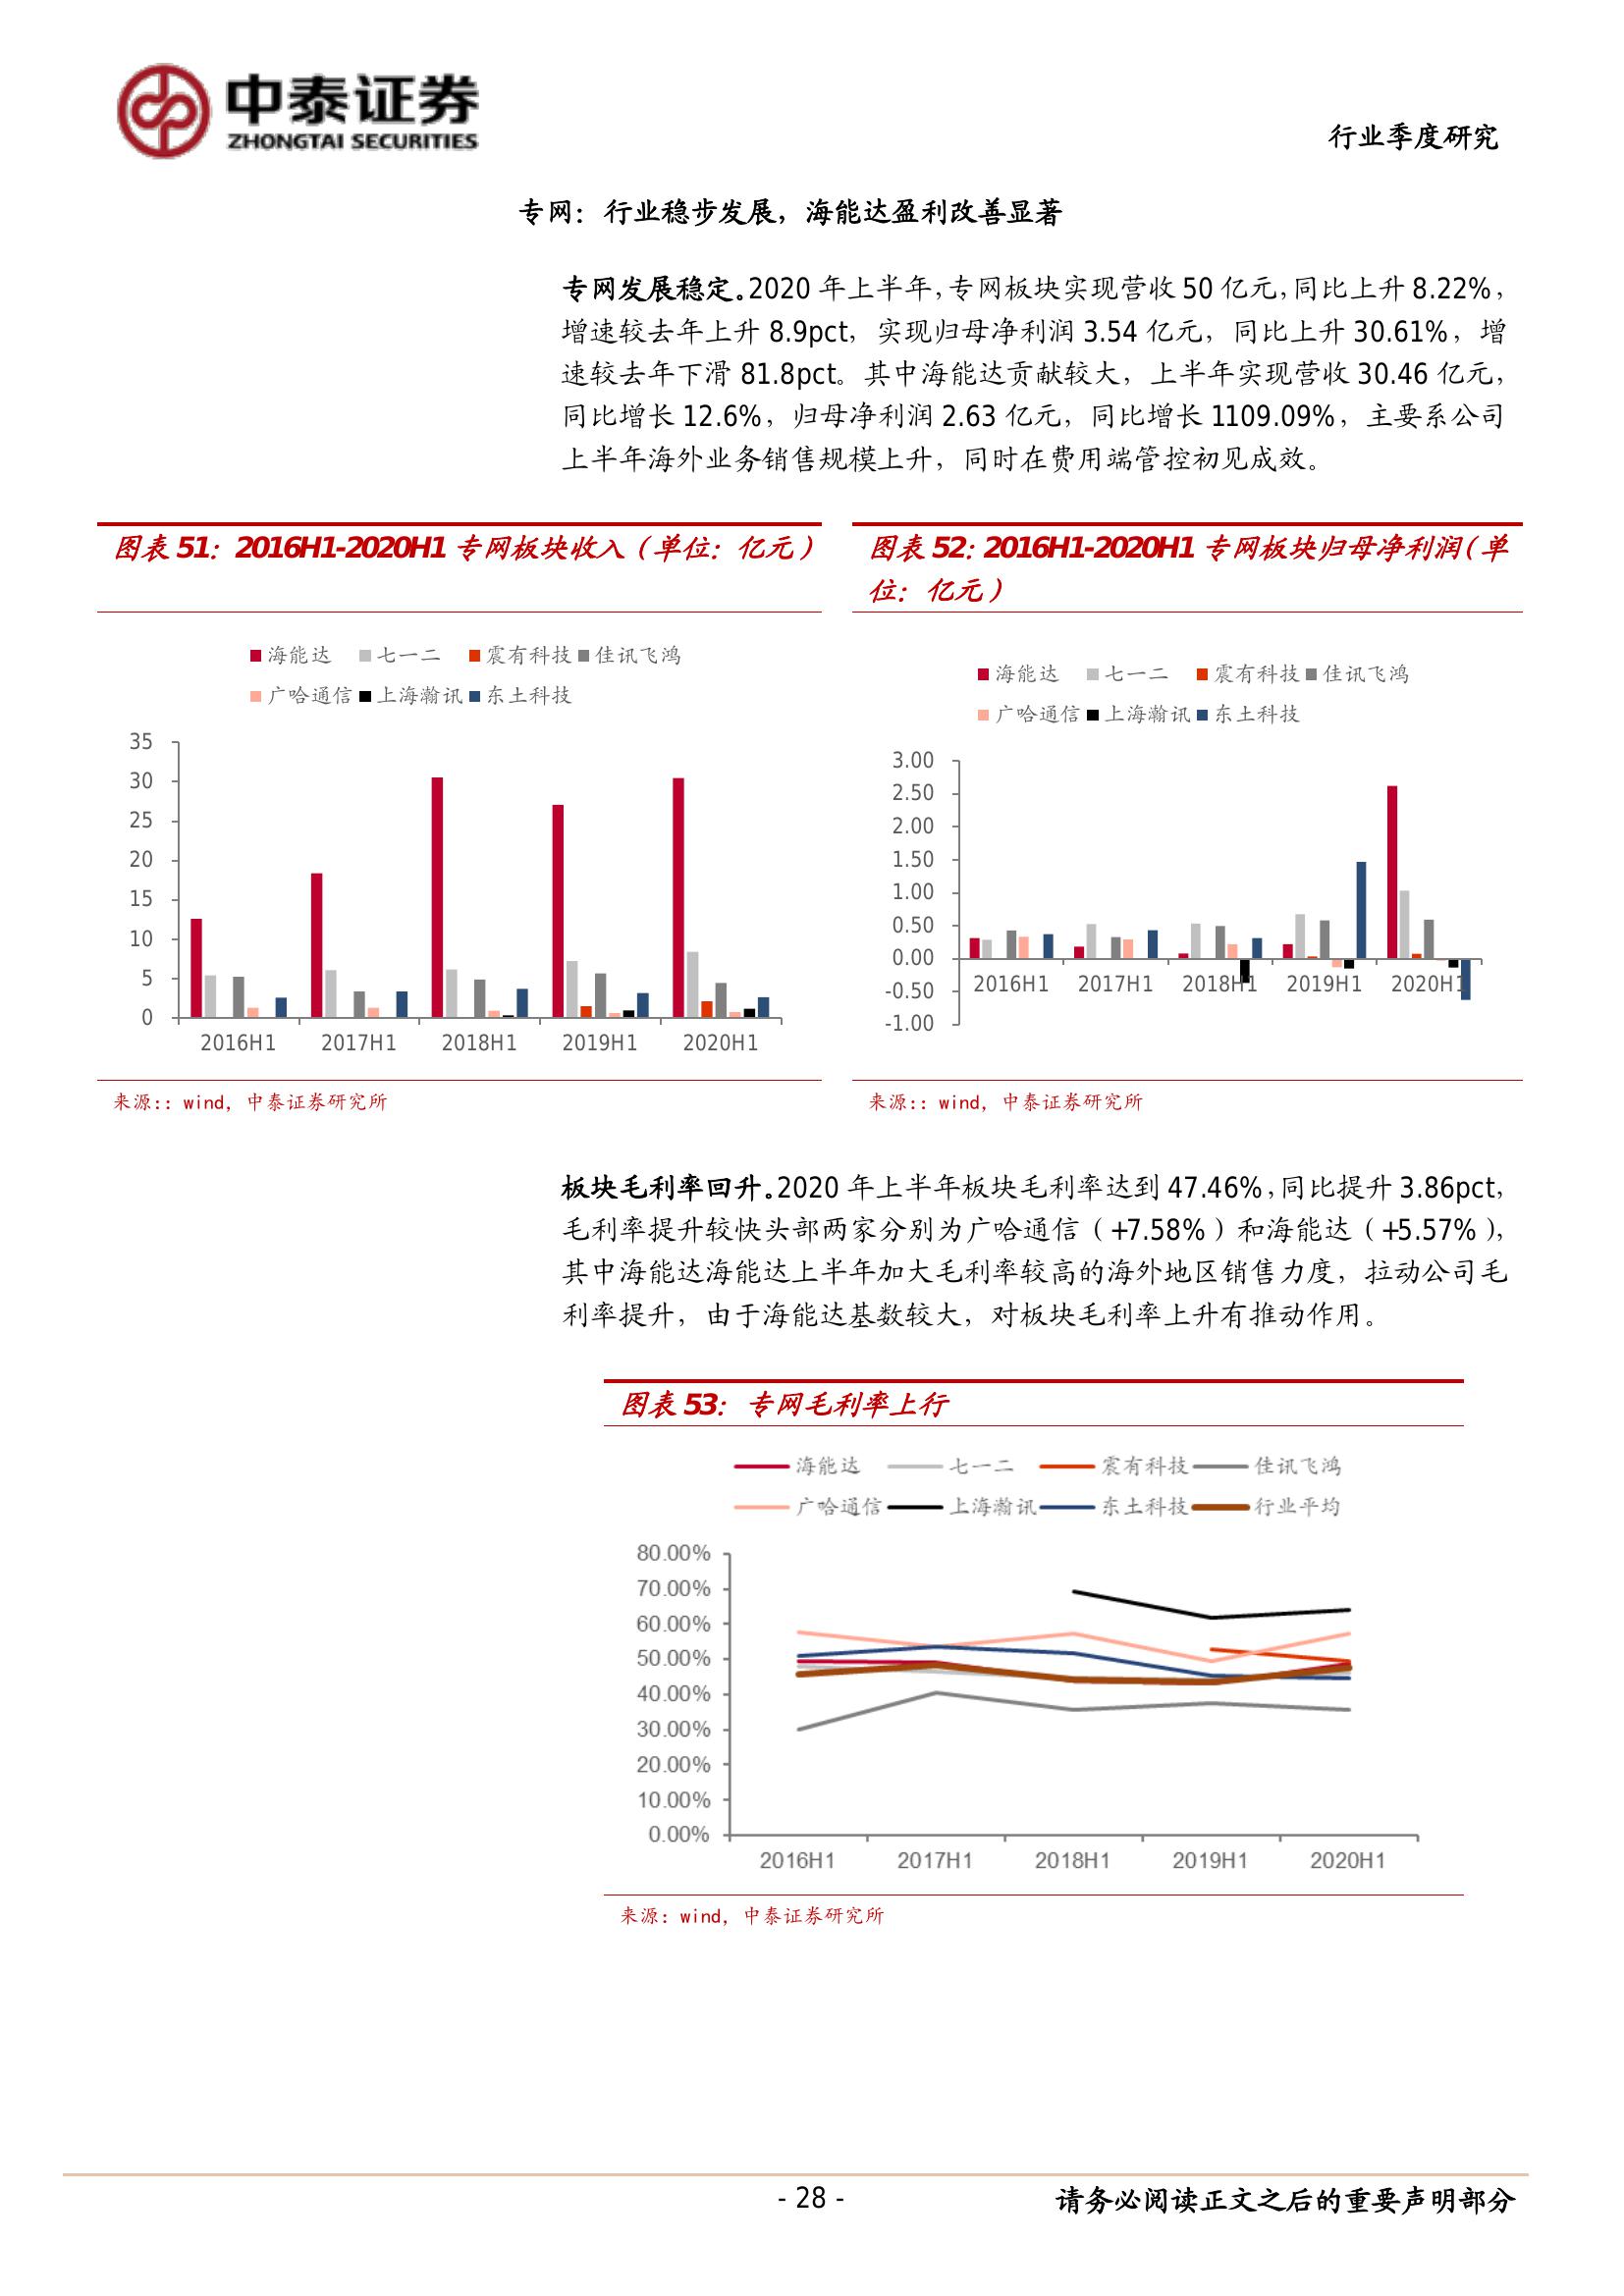 中泰证券
ZHONGTAI SECURITIES
行业季度研究
专网：行业稳步发展，海能达盈利改善显著
专网发展稳定。2020 年上半年，专网板块实现营收 50 亿元，同比上升 8.22%，
增速较去年上升 8.9pct，实现归母净利润 3.54 亿元，同比上升 30.61%，增
速较去年下滑 81.8pct。其中海能达贡献较大，上半年实现营收 30.46 亿元，
同比增长 12.6%，归母净利润 2.63 亿元，同比增长 1109.09%，主要系公司
上半年海外业务销售规模上升，同时在费用端管控初见成效。
图表 51：2016H1-2020H1 专网板块收入（单位：亿元）
海能达 七一二 震有科技 佳讯飞鸿
广哈通信 上海瀚讯 东土科技
35
30
25
20
15
10
5
0
2016H1 2017H1 2018H1 2019H1 2020H1
来源：：wind，中泰证券研究所
图表 52：2016H1-2020H1 专网板块归母净利润（单
位：亿元）
海能达 七一二 震有科技 佳讯飞鸿
广哈通信 上海瀚讯 东土科技
3.00
2.50
2.00
1.50
1.00
0.50
0.00
-0.50
-1.00
2016H1 2017H1 2018H1 2019H1 2020H1
来源：：wind，中泰证券研究所
板块毛利率回升。2020 年上半年板块毛利率达到 47.46%，同比提升 3.86pct，
毛利率提升较快头部两家分别为广哈通信（+7.58%）和海能达（+5.57%），
其中海能达海能达上半年加大毛利率较高的海外地区销售力度，拉动公司毛
利率提升，由于海能达基数较大，对板块毛利率上升有推动作用。
图表 53：专网毛利率上行
海能达 七一二 震有科技 佳讯飞鸿
广哈通信 上海瀚讯 东土科技 行业平均
80.00%
70.00%
60.00%
50.00%
40.00%
30.00%
20.00%
10.00%
0.00%
2016H1 2017H1 2018H1 2019H1 2020H1
来源：wind，中泰证券研究所
- 28 -
请务必阅读正文之后的重要声明部分